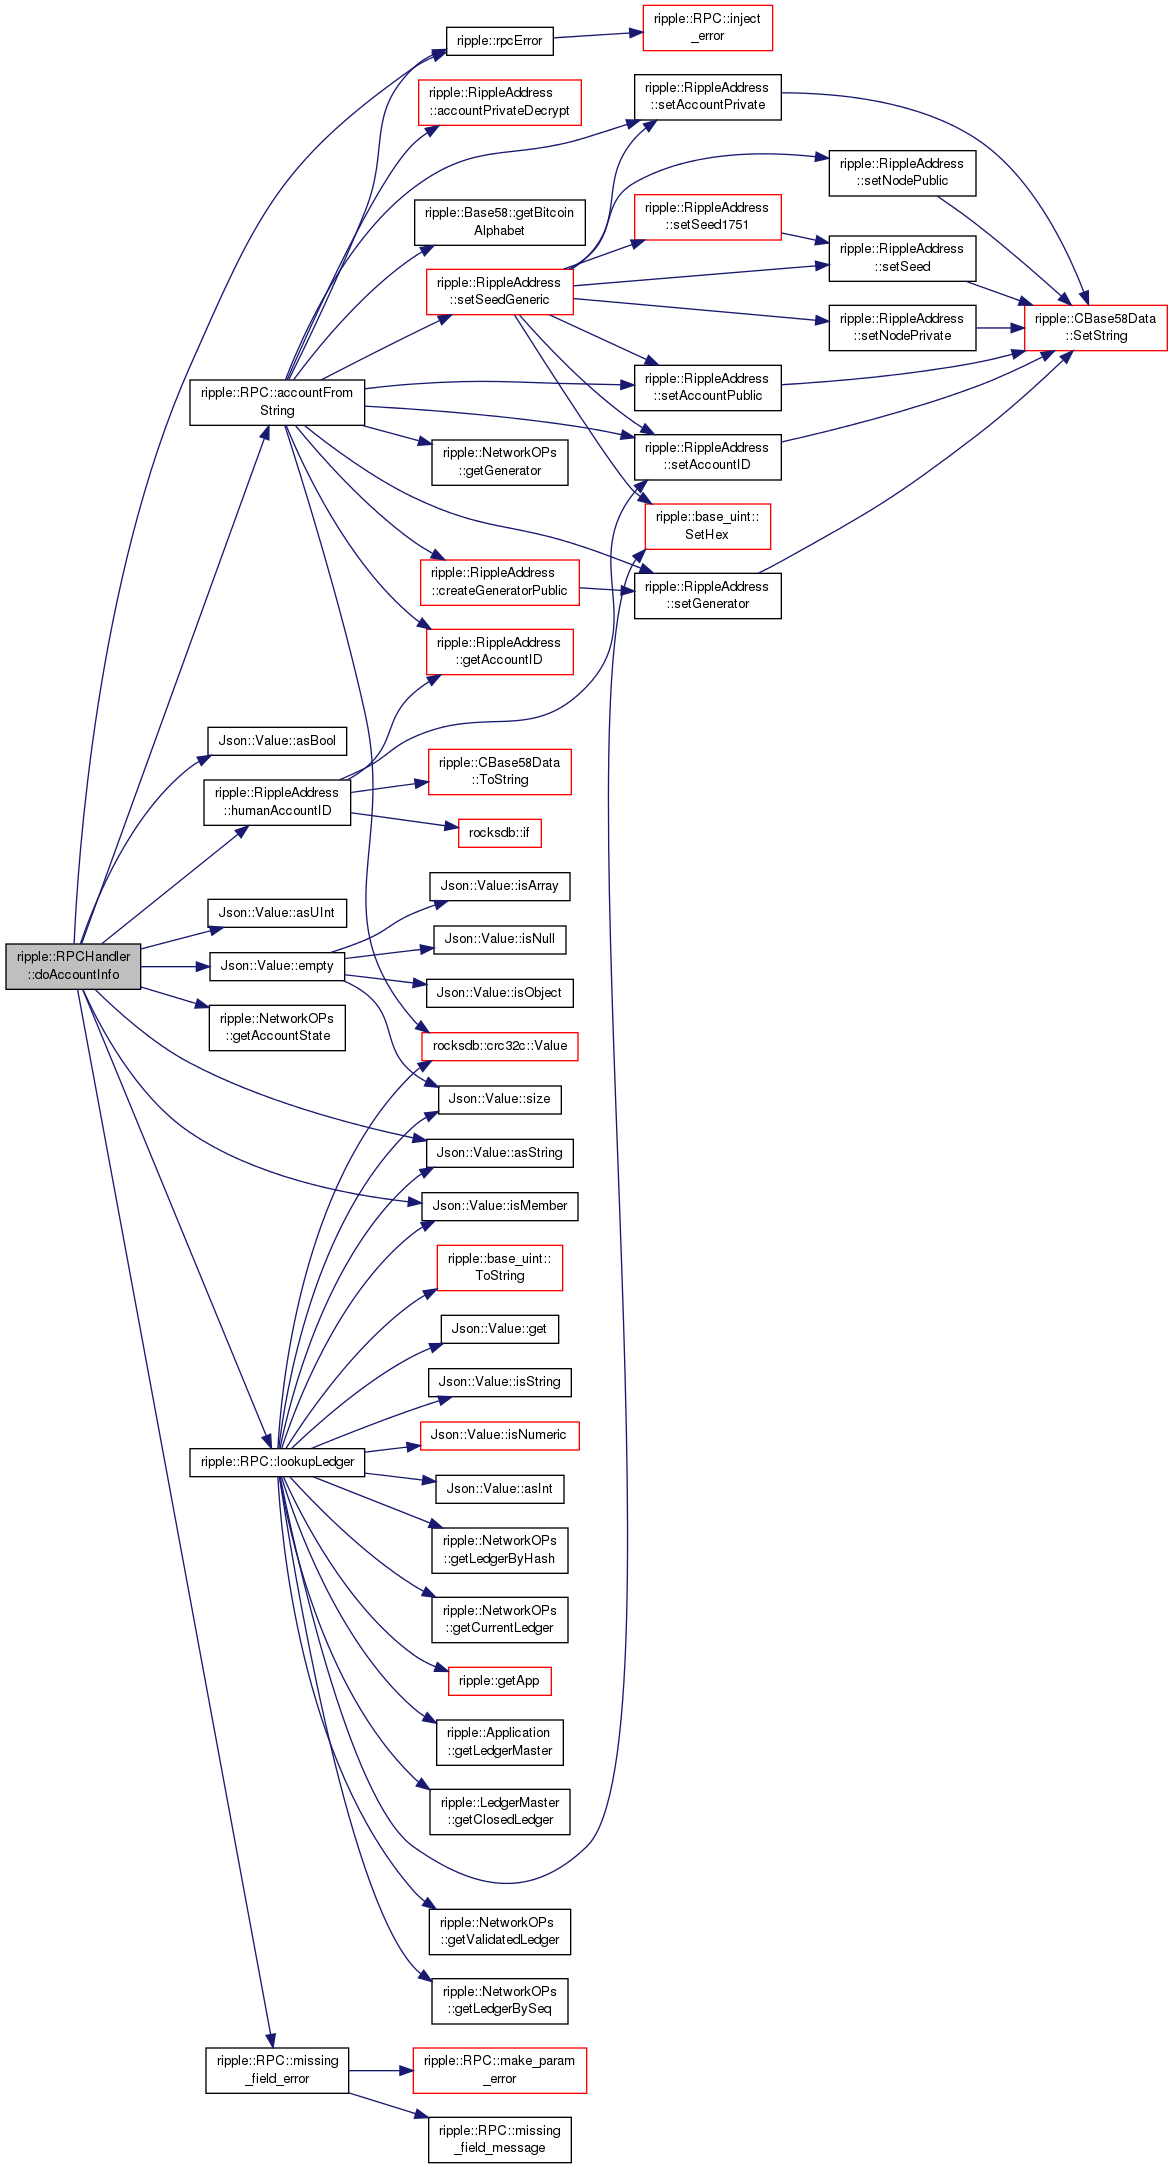 ripple::RPCHandler
::doAccountInfo
ripple::RPC::accountFrom
String
Json::Value::asBool
ripple::RippleAddress
::humanAccountID
Json::Value::asUInt
Json::Value::empty
ripple::NetworkOPs
::getAccountState
ripple::RPC::lookupLedger
ripple::RPC::missing
_field_error
ripple::rpcError
ripple::RippleAddress
::accountPrivateDecrypt
ripple::Base58::getBitcoin
Alphabet
ripple::RippleAddress
::setSeedGeneric
ripple::NetworkOPs
::getGenerator
ripple::RippleAddress
::createGeneratorPublic
ripple::RippleAddress
::getAccountID
ripple::CBase58Data
::ToString
rocksdb::if
Json::Value::isArray
Json::Value::isNull
Json::Value::isObject
rocksdb::crc32c::Value
Json::Value::size
Json::Value::asString
Json::Value::isMember
ripple::base_uint::
ToString
Json::Value::get
Json::Value::isString
Json::Value::isNumeric
Json::Value::asInt
ripple::NetworkOPs
::getLedgerByHash
ripple::NetworkOPs
::getCurrentLedger
ripple::getApp
ripple::Application
::getLedgerMaster
ripple::LedgerMaster
::getClosedLedger
ripple::NetworkOPs
::getValidatedLedger
ripple::NetworkOPs
::getLedgerBySeq
ripple::RPC::make_param
_error
ripple::RPC::missing
_field_message
ripple::RPC::inject
_error
ripple::RippleAddress
::setAccountPrivate
ripple::RippleAddress
::setSeed1751
ripple::RippleAddress
::setAccountPublic
ripple::RippleAddress
::setAccountID
ripple::base_uint::
SetHex
ripple::RippleAddress
::setGenerator
ripple::RippleAddress
::setNodePublic
ripple::RippleAddress
::setSeed
ripple::RippleAddress
::setNodePrivate
ripple::CBase58Data
::SetString